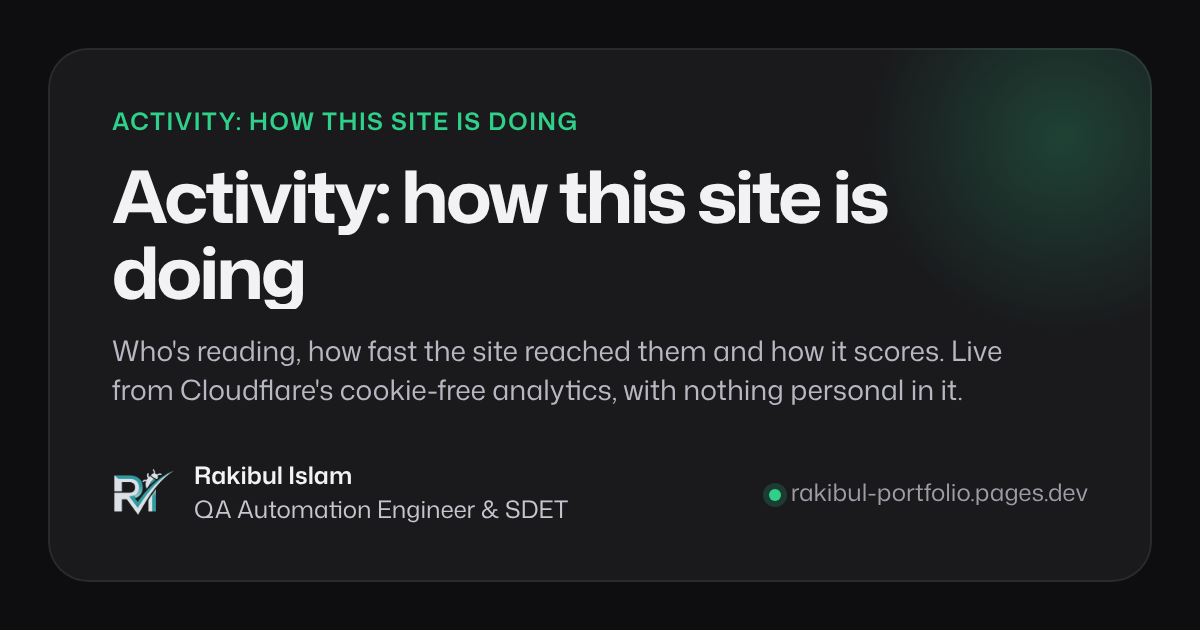 ACTIVITY: HOW THIS SITE IS DOING
Activity: how this site is
doing
Who's reading, how fast the site reached them and how it scores. Live
from Cloudflare's cookie-free analytics, with nothing personal in it.
Rakibul Islam
QA Automation Engineer & SDET
rakibul-portfolio.pages.dev